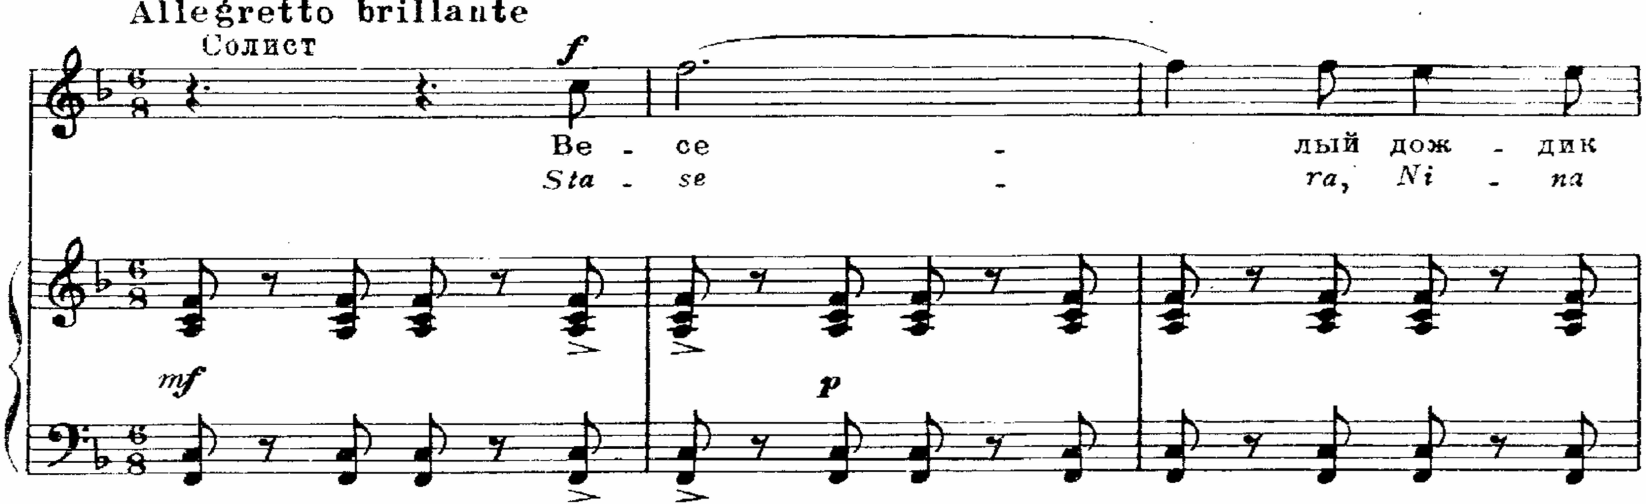 Allegretto brillante
Солист
f
Ве - се - лый дож - дик
Sta - se - ra, Ni - na
mf
p